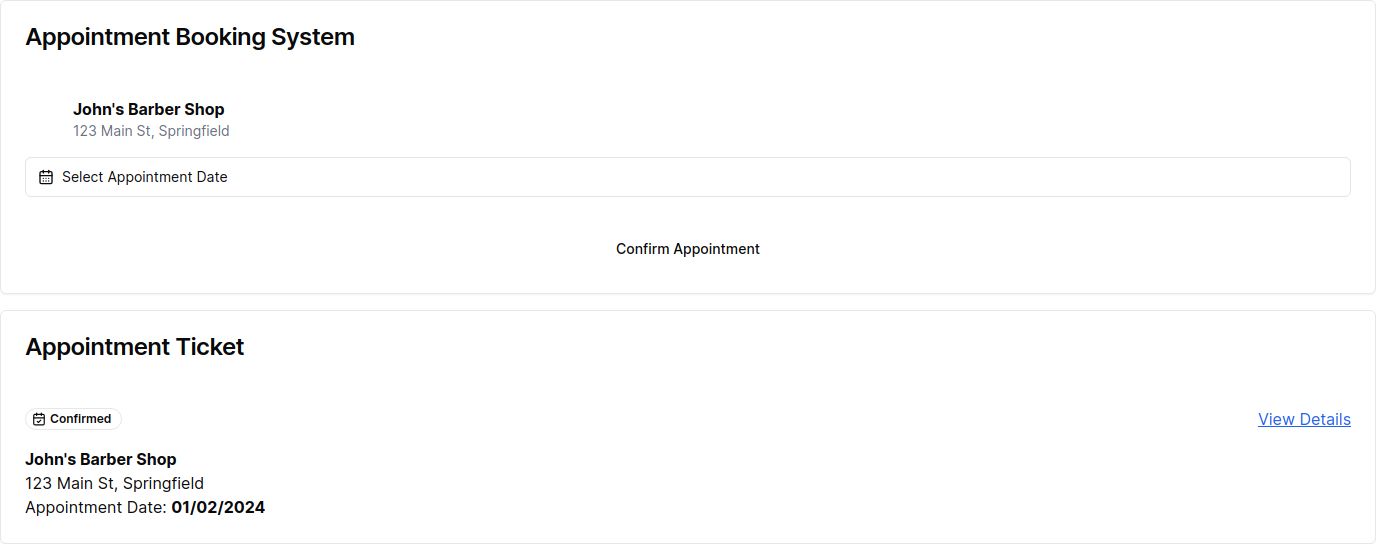 Appointment Booking System
John's Barber Shop
123 Main St, Springfield
Select Appointment Date
Confirm Appointment
Appointment Ticket
Confirmed
View Details
John's Barber Shop
123 Main St, Springfield
Appointment Date: 01/02/2024